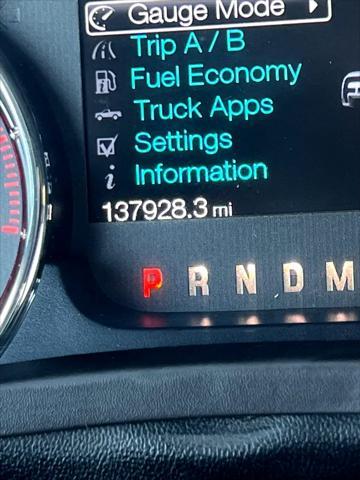 Gauge Mode
Trip A / B
Fuel Economy
Truck Apps
Settings
Information
137928.3 mi
P R N D M